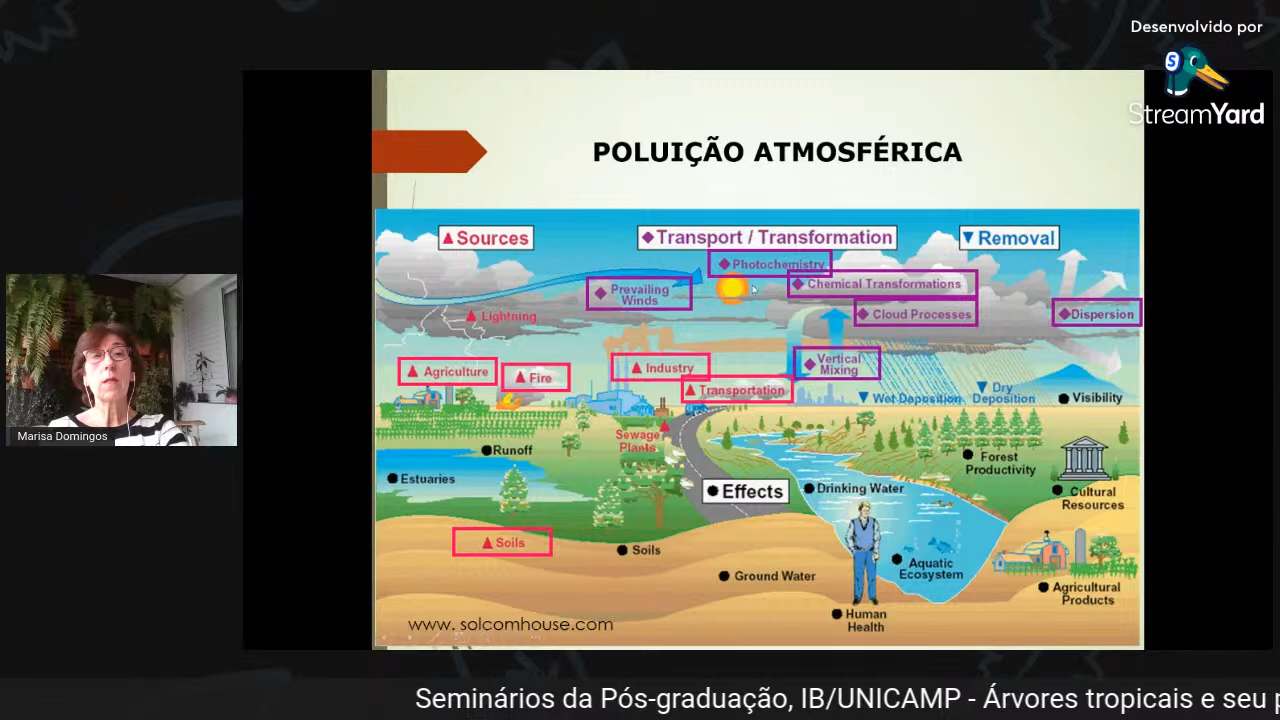 Desenvolvido por
StreamYard
POLUIÇÃO ATMOSFÉRICA
Sources
Transport / Transformation
Removal
Photochemistry
Prevailing
Winds
Chemical Transformations
Lightning
Cloud Processes
Dispersion
Agriculture
Fire
Industry
Vertical
Mixing
Transportation
Wet Deposition
Dry
Deposition
Visibility
Sewage
Plants
Runoff
Estuaries
Forest
Productivity
Effects
Drinking Water
Cultural
Resources
Soils
Soils
Ground Water
Aquatic
Ecosystem
Agricultural
Products
Human
Health
www. solcomhouse.com
Marisa Domingos
Seminários da Pós-graduação, IB/UNICAMP - Árvores tropicais e seu p